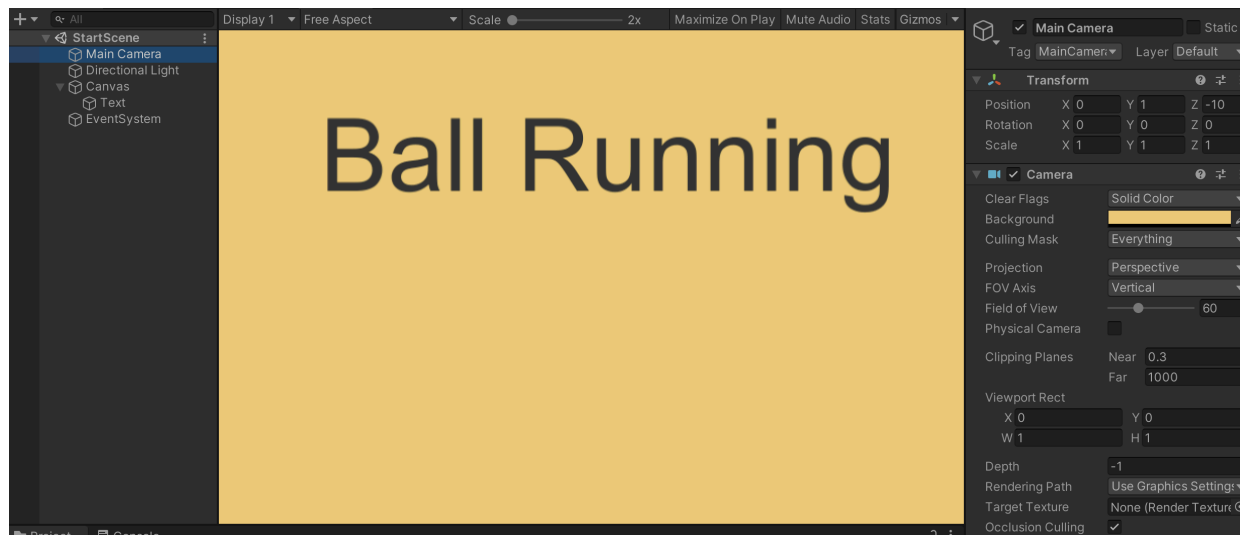 All
Display 1 Free Aspect Scale 2x Maximize On Play Mute Audio Stats Gizmos
StartScene
Main Camera
Directional Light
Canvas
Text
EventSystem
Ball Running
Main Camera Static
Tag Layer Default
Transform
Position X 0 Y 1 Z -10
Rotation X 0 Y 0 Z 0
Scale X 1 Y 1 Z 1
Camera
Clear Flags Solid Color
Background
Culling Mask Everything
Projection Perspective
FOV Axis Vertical
Field of View 60
Physical Camera
Clipping Planes Near 0.3
Far 1000
Viewport Rect
X 0 Y 0
W 1 H 1
Depth -1
Rendering Path Use Graphics Settings
Target Texture None (Render Texture
Occlusion Culling
Project Console